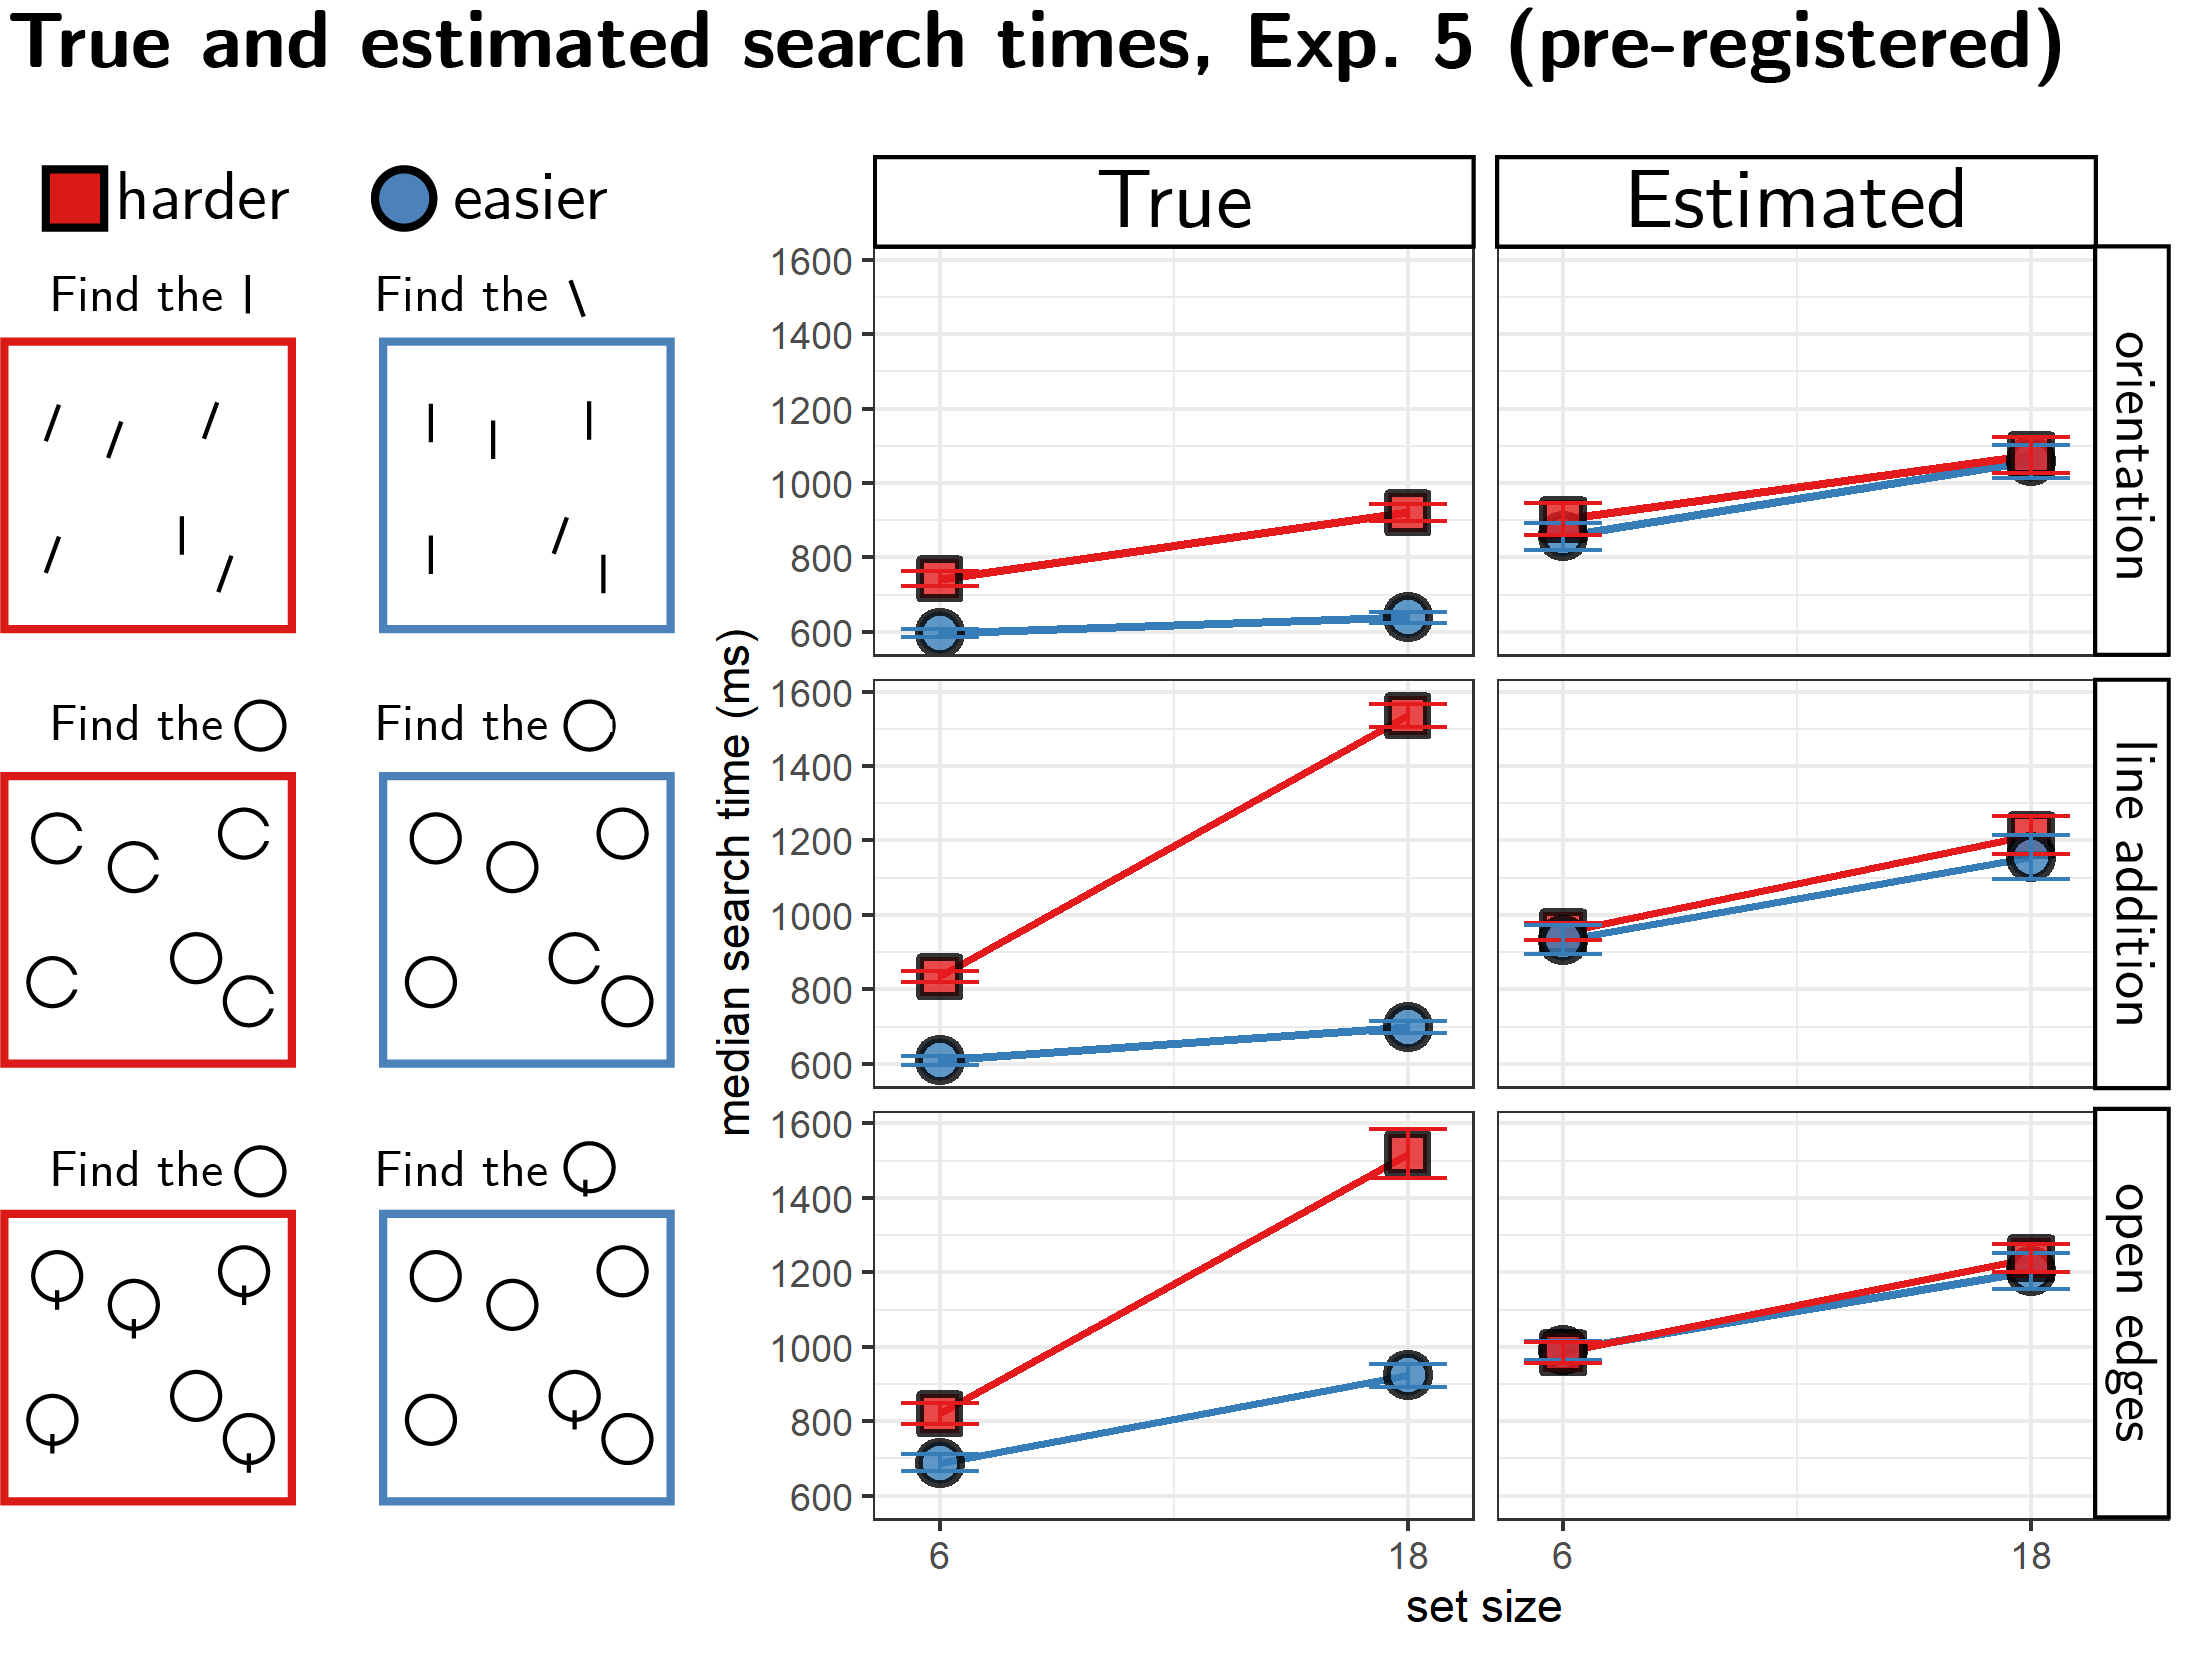 True and estimated search times, Exp. 5 (pre-registered)
harder
easier
True
Estimated
Find the |
Find the \
Find the
Find the
Find the
Find the
median search time (ms)
1600
1400
1200
1000
800
600
orientation
1600
1400
1200
1000
800
600
line addition
1600
1400
1200
1000
800
600
open edges
6
18
6
18
set size